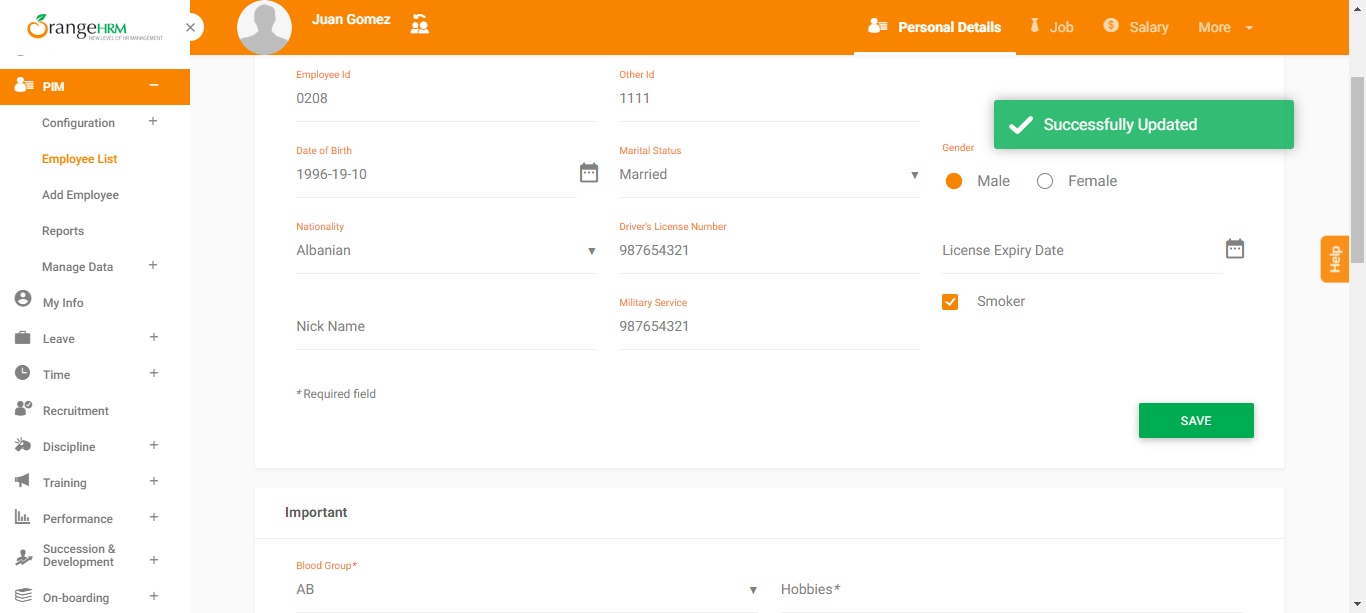 OrangeHRM
NEW LEVEL OF HR MANAGEMENT
Juan Gomez
Personal Details
Job
Salary
More
PIM
Configuration
Employee List
Add Employee
Reports
Manage Data
My Info
Leave
Time
Recruitment
Discipline
Training
Performance
Succession &
Development
On-boarding
Employee Id
0208
Other Id
1111
Successfully Updated
Date of Birth
1996-19-10
Marital Status
Married
Gender
Male
Female
Nationality
Albanian
Driver's License Number
987654321
License Expiry Date
Nick Name
Military Service
987654321
Smoker
* Required field
SAVE
Help
Important
Blood Group*
AB
Hobbies*